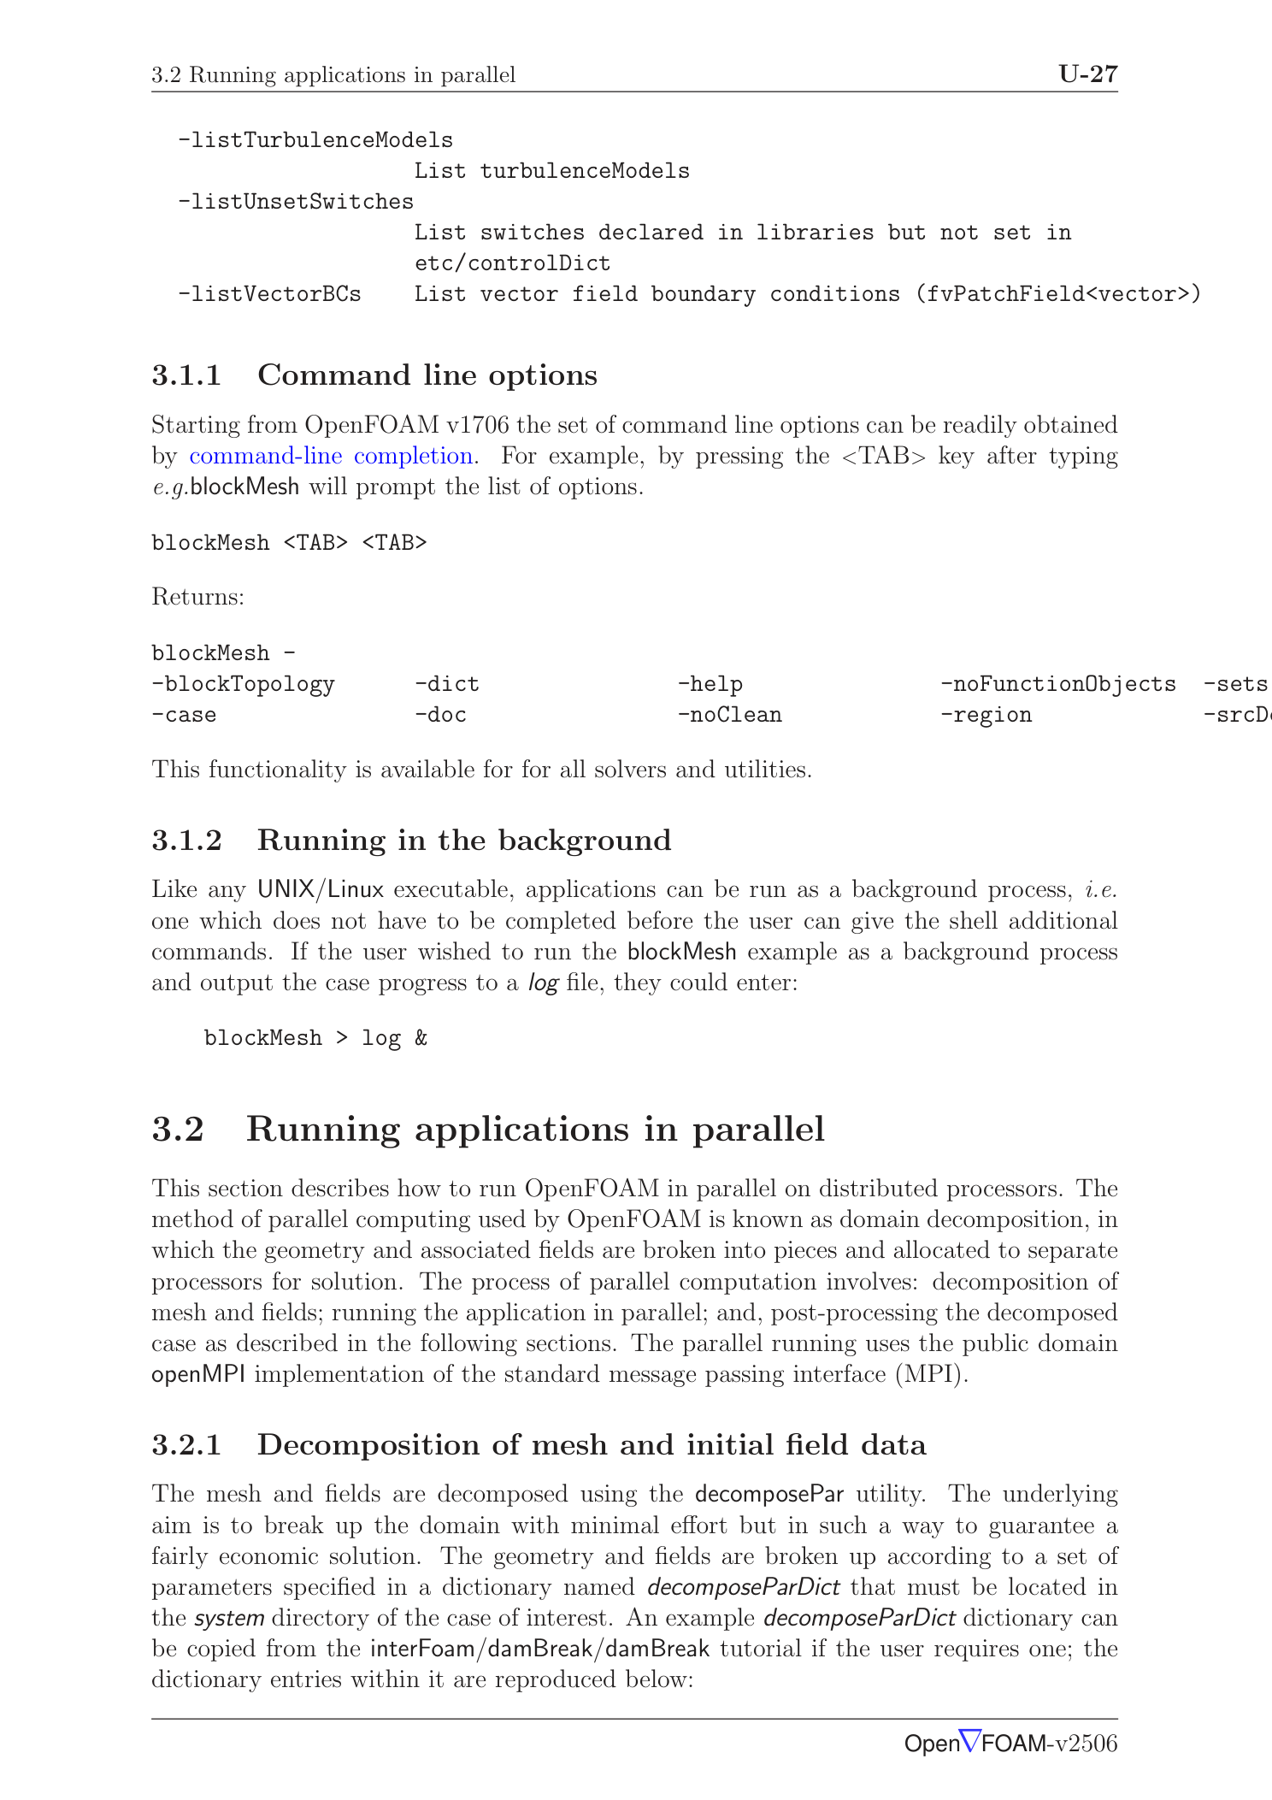 3.2 Running applications in parallel U-27
-listTurbulenceModels
List turbulenceModels
-listUnsetSwitches
List switches declared in libraries but not set in
etc/controlDict
-listVectorBCs List vector field boundary conditions (fvPatchField<vector>)
3.1.1 Command line options
Starting from OpenFOAM v1706 the set of command line options can be readily obtained
by command-line completion. For example, by pressing the <TAB> key after typing
e.g.blockMesh will prompt the list of options.
blockMesh <TAB> <TAB>
Returns:
blockMesh -
-blockTopology -dict -help -noFunctionObjects -sets
-case -doc -noClean -region
This functionality is available for for all solvers and utilities.
3.1.2 Running in the background
Like any UNIX/Linux executable, applications can be run as a background process, i.e.
one which does not have to be completed before the user can give the shell additional
commands. If the user wished to run the blockMesh example as a background process
and output the case progress to a log file, they could enter:
blockMesh > log &
3.2 Running applications in parallel
This section describes how to run OpenFOAM in parallel on distributed processors. The
method of parallel computing used by OpenFOAM is known as domain decomposition, in
which the geometry and associated fields are broken into pieces and allocated to separate
processors for solution. The process of parallel computation involves: decomposition of
mesh and fields; running the application in parallel; and, post-processing the decomposed
case as described in the following sections. The parallel running uses the public domain
openMPI implementation of the standard message passing interface (MPI).
3.2.1 Decomposition of mesh and initial field data
The mesh and fields are decomposed using the decomposePar utility. The underlying
aim is to break up the domain with minimal effort but in such a way to guarantee a
fairly economic solution. The geometry and fields are broken up according to a set of
parameters specified in a dictionary named decomposeParDict that must be located in
the system directory of the case of interest. An example decomposeParDict dictionary can
be copied from the interFoam/damBreak/damBreak tutorial if the user requires one; the
dictionary entries within it are reproduced below:
Open▽FOAM-v2506